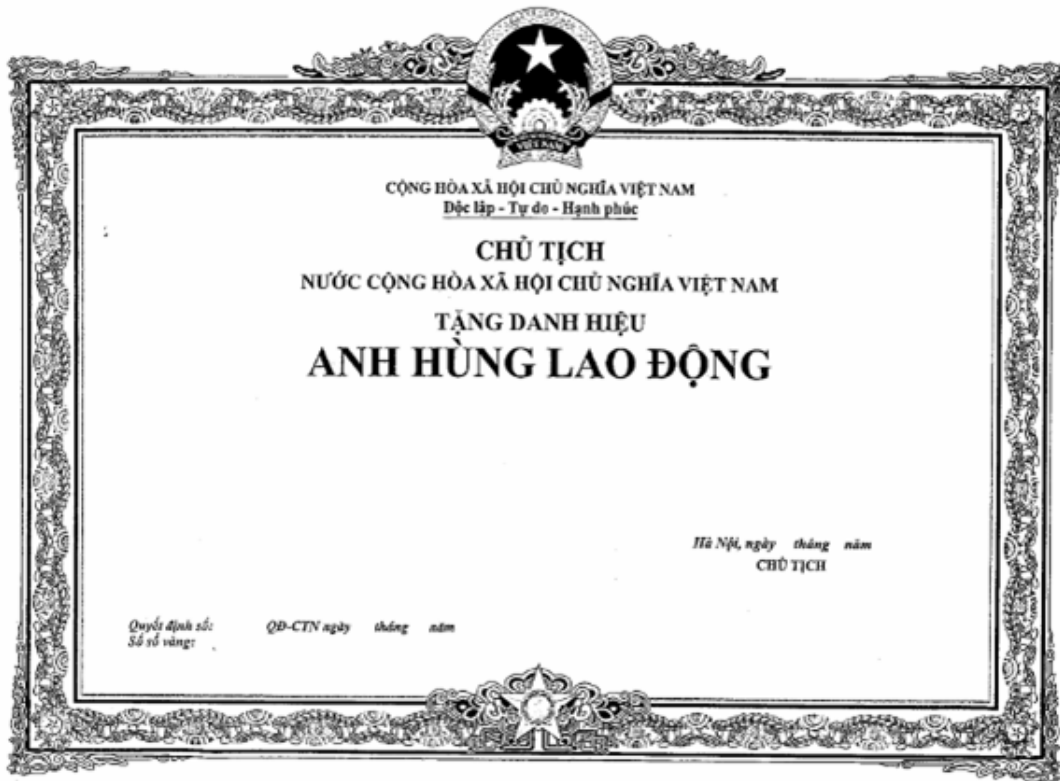 VIỆT NAM
CỘNG HÒA XÃ HỘI CHỦ NGHĨA VIỆT NAM
Độc lập - Tự do - Hạnh phúc
CHỦ TỊCH
NƯỚC CỘNG HÒA XÃ HỘI CHỦ NGHĨA VIỆT NAM
TẶNG DANH HIỆU
ANH HÙNG LAO ĐỘNG
Hà Nội, ngày tháng năm
CHỦ TỊCH
Quyết định số: QĐ-CTN ngày tháng năm
Số sổ vàng: